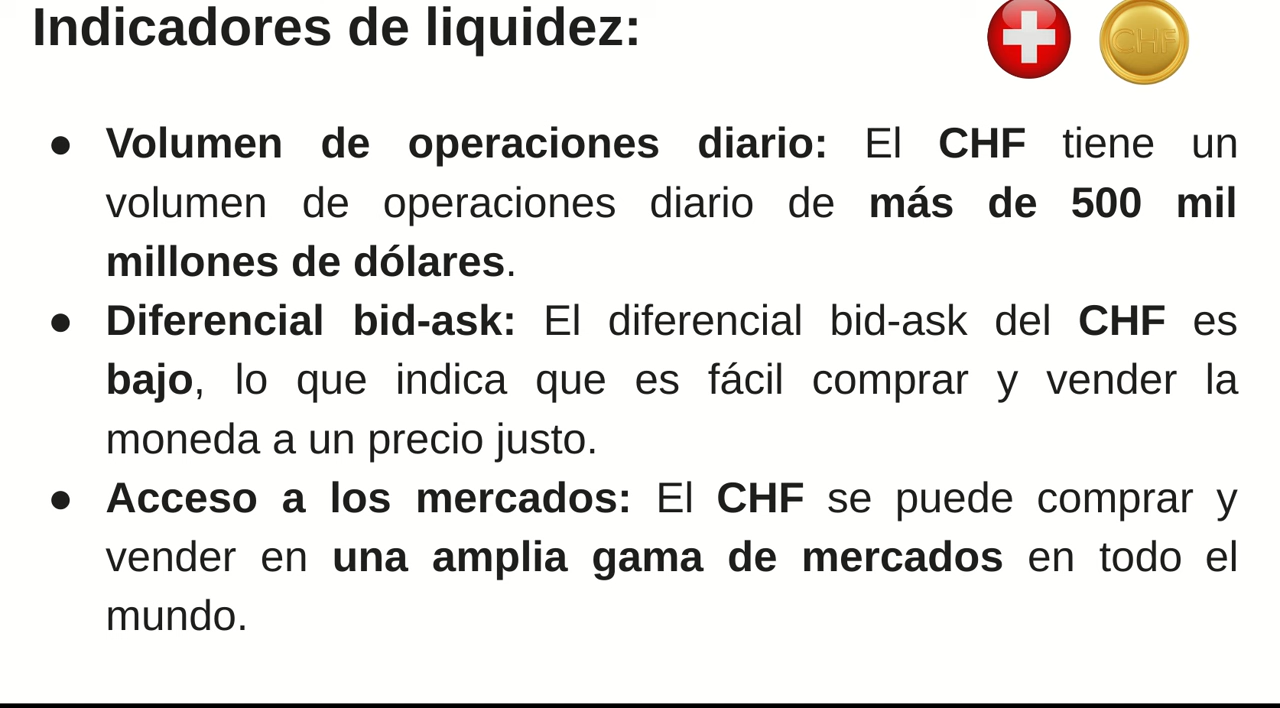 Indicadores de liquidez:
CHF
● Volumen de operaciones diario: El CHF tiene un
volumen de operaciones diario de más de 500 mil
millones de dólares.
● Diferencial bid-ask: El diferencial bid-ask del CHF es
bajo, lo que indica que es fácil comprar y vender la
moneda a un precio justo.
● Acceso a los mercados: El CHF se puede comprar y
vender en una amplia gama de mercados en todo el
mundo.